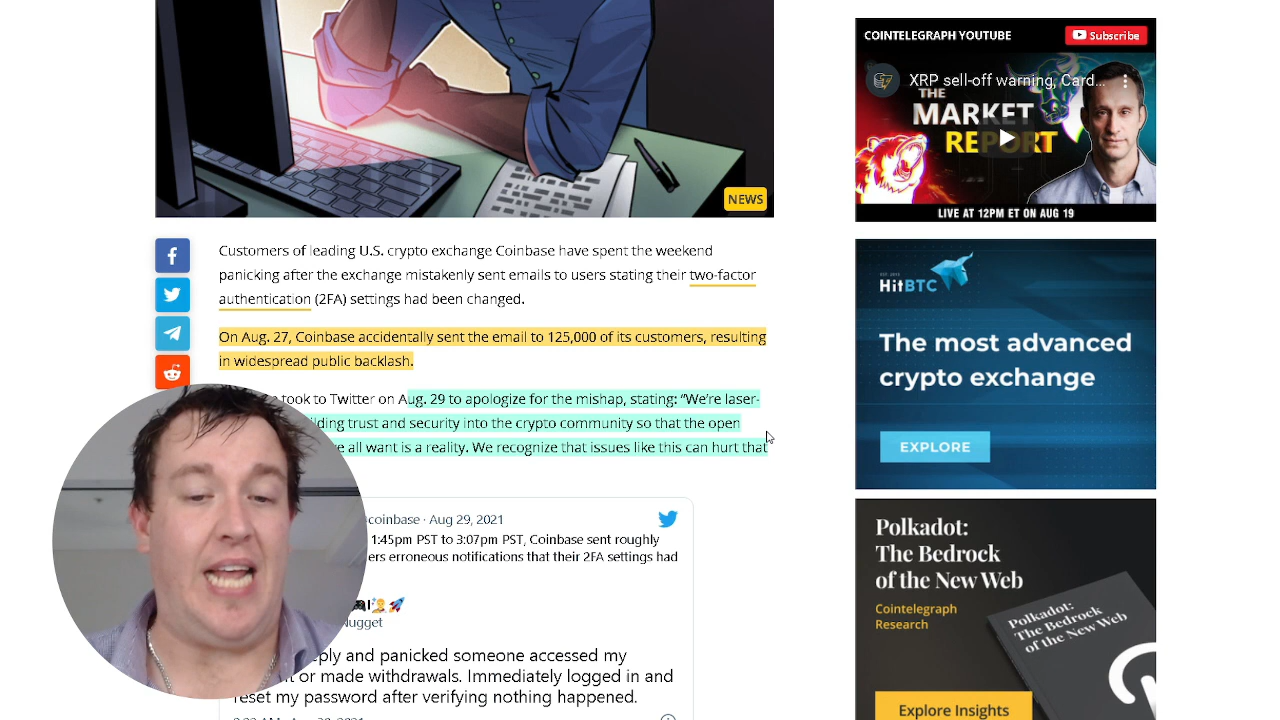 COINTELEGRAPH YOUTUBE
Subscribe
XRP sell-off warning, Card...
THE
MARKET
REPORT
LIVE AT 12PM ET ON AUG 19
NEWS
Customers of leading U.S. crypto exchange Coinbase have spent the weekend
panicking after the exchange mistakenly sent emails to users stating their two-factor
authentication (2FA) settings had been changed.
On Aug. 27, Coinbase accidentally sent the email to 125,000 of its customers, resulting
in widespread public backlash.
took to Twitter on Aug. 29 to apologize for the mishap, stating: “We’re laser-
trust and security into the crypto community so that the open
all want is a reality. We recognize that issues like this can hurt that
coinbase · Aug 29, 2021
1:45pm PST to 3:07pm PST, Coinbase sent roughly
erroneous notifications that their 2FA settings had
and panicked someone accessed my
or made withdrawals. Immediately logged in and
reset my password after verifying nothing happened.
HitBTC
The most advanced
crypto exchange
EXPLORE
Polkadot:
The Bedrock
of the New Web
Cointelegraph
Research
Polkadot:
The Bedrock
of the New Web
Explore Insights